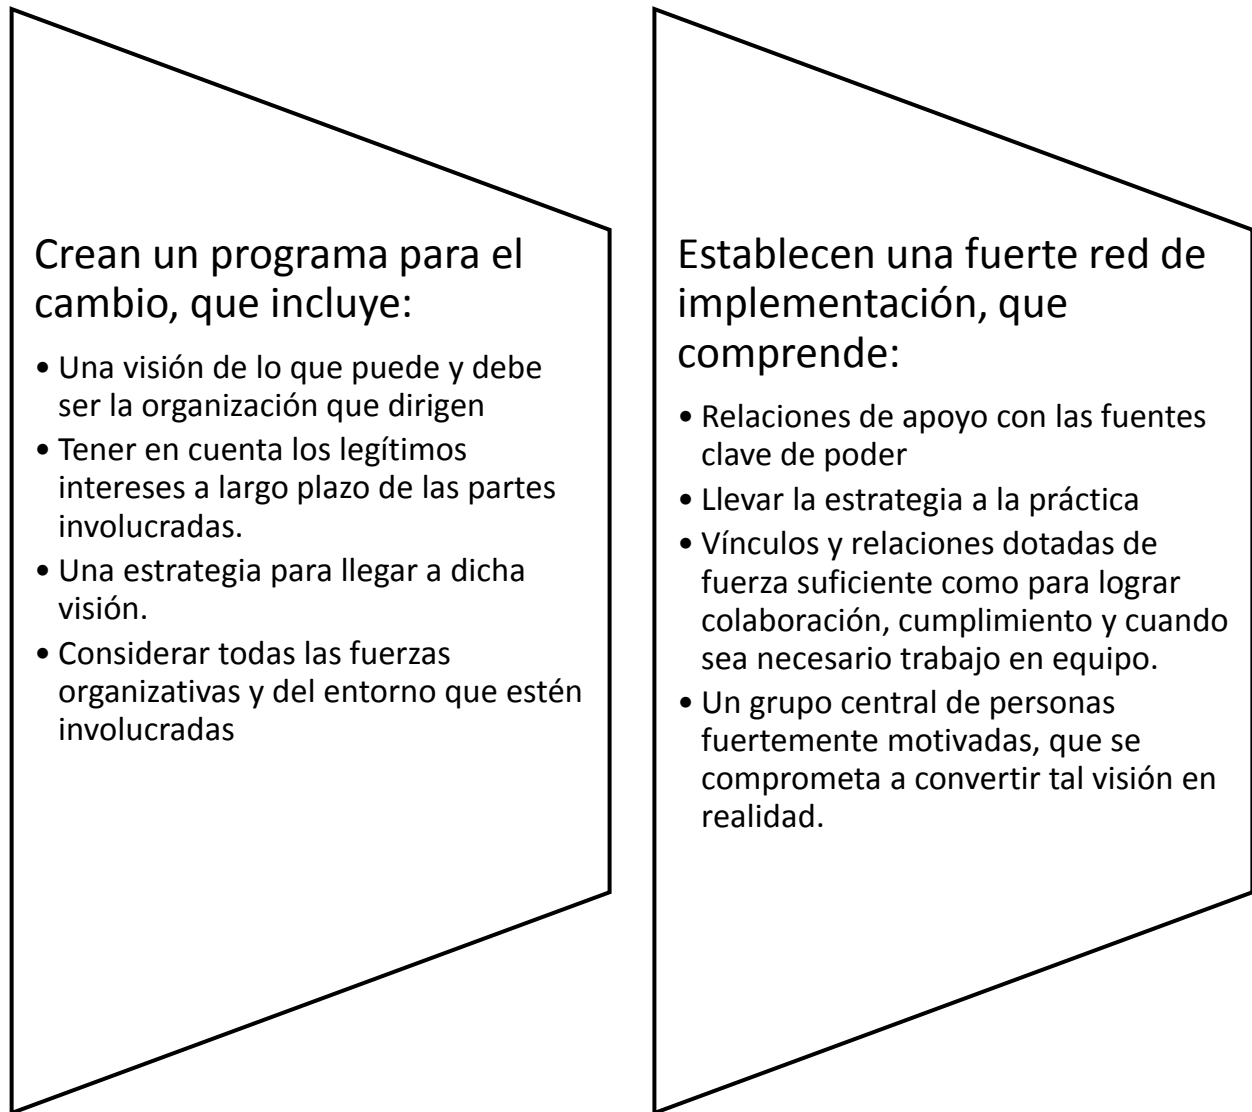 Crean un programa para el
cambio, que incluye:
• Una visión de lo que puede y debe
ser la organización que dirigen
• Tener en cuenta los legítimos
intereses a largo plazo de las partes
involucradas.
• Una estrategia para llegar a dicha
visión.
• Considerar todas las fuerzas
organizativas y del entorno que estén
involucradas
Establecen una fuerte red de
implementación, que
comprende:
• Relaciones de apoyo con las fuentes
clave de poder
• Llevar la estrategia a la práctica
• Vínculos y relaciones dotadas de
fuerza suficiente como para lograr
colaboración, cumplimiento y cuando
sea necesario trabajo en equipo.
• Un grupo central de personas
fuertemente motivadas, que se
comprometa a convertir tal visión en
realidad.